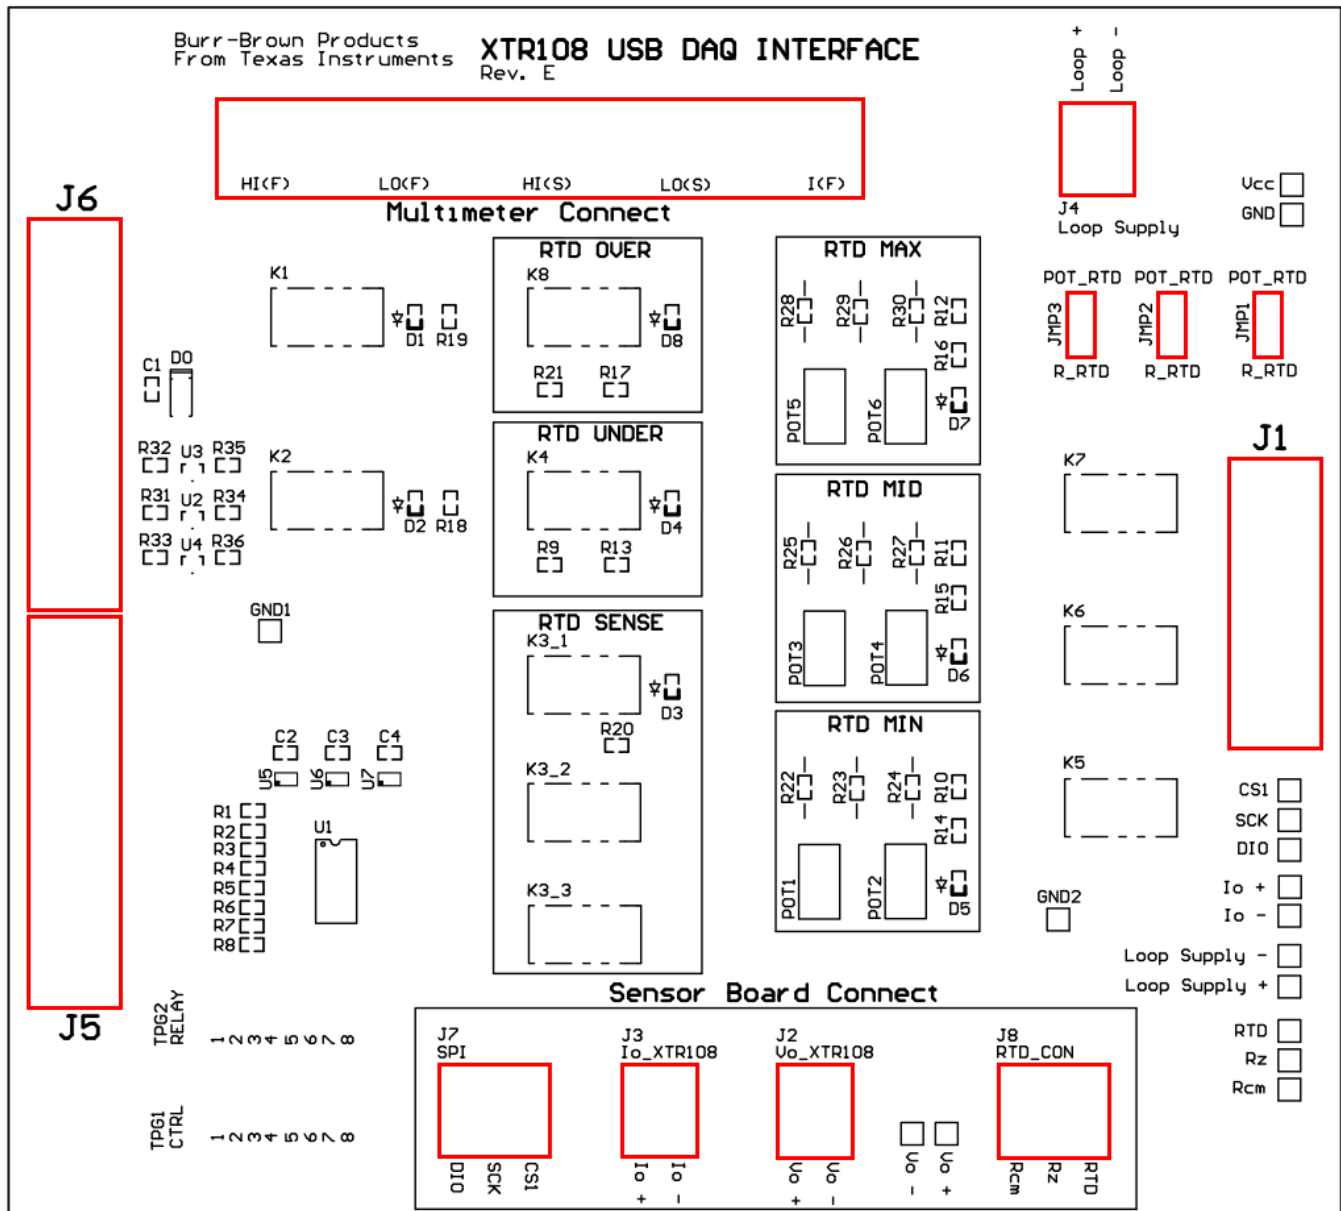 Burr-Brown Products
From Texas Instruments
XTR108 USB DAQ INTERFACE
Rev. E
Loop +
Loop -
HI(F) LO(F) HI(S) LO(S) I(F)
Multimeter Connect
J4
Loop Supply
Vcc
GND
J6
K1
D1
R19
RTD OVER
K8
D8
R21
R17
RTD MAX
R28
R29
R30
R12
R16
POT5
POT6
D7
POT_RTD POT_RTD POT_RTD
JMP3
JMP2
JMP1
R_RTD R_RTD R_RTD
C1
D0
R32 U3 R35
R31 U2 R34
R33 U4 R36
K2
D2
R18
RTD UNDER
K4
D4
R9
R13
RTD MID
R25
R26
R27
R11
R15
POT3
POT4
D6
J1
K7
K6
K5
GND1
RTD SENSE
K3_1
D3
R20
K3_2
K3_3
RTD MIN
R22
R23
R24
R10
R14
POT1
POT2
D5
C2 C3 C4
U5
U6
U7
R1
R2
R3
R4
R5
R6
R7
R8
U1
J5
GND2
CS1
SCK
DIO
Io +
Io -
Loop Supply -
Loop Supply +
RTD
Rz
Rcm
TPG2
RELAY
1 2 3 4 5 6 7 8
TPG1
CTRL
1 2 3 4 5 6 7 8
Sensor Board Connect
J7
SPI
DIO
SCK
CS1
J3
Io_XTR108
Io +
Io -
J2
Vo_XTR108
Vo +
Vo -
Vo -
Vo +
J8
RTD_CON
Rcm
Rz
RTD